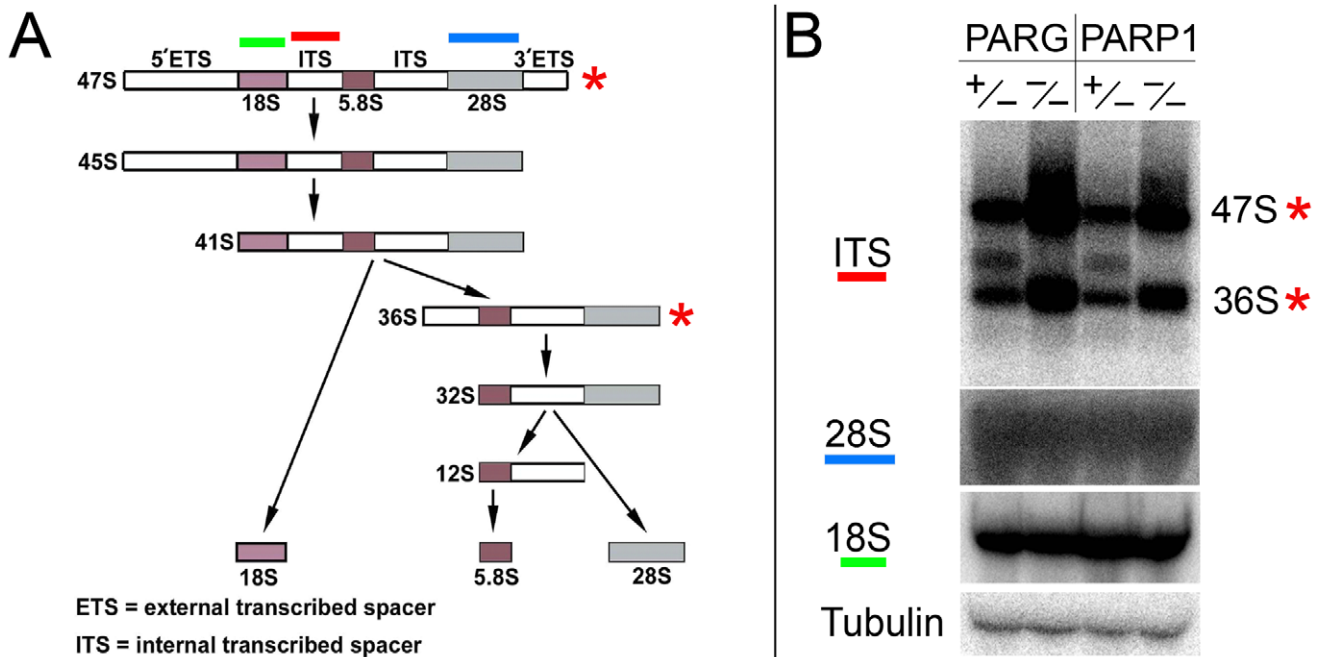 A
5´ETS ITS ITS 3´ETS
47S *
18S 5.8S 28S
45S
41S
36S *
32S
12S
18S 5.8S 28S
ETS = external transcribed spacer
ITS = internal transcribed spacer
B
PARG PARP1
+/− −/− +/− −/−
ITS
47S *
36S *
28S
18S
Tubulin